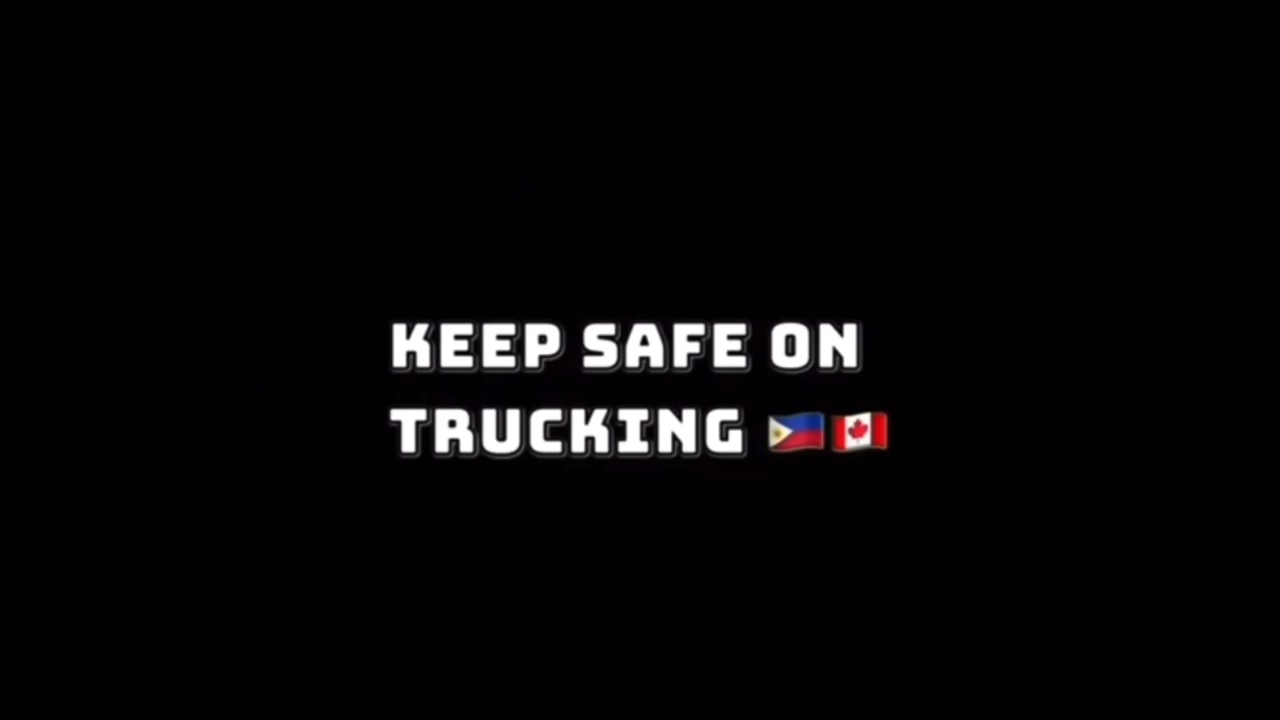 KEEP SAFE ON
TRUCKING 🇵🇭🇨🇦